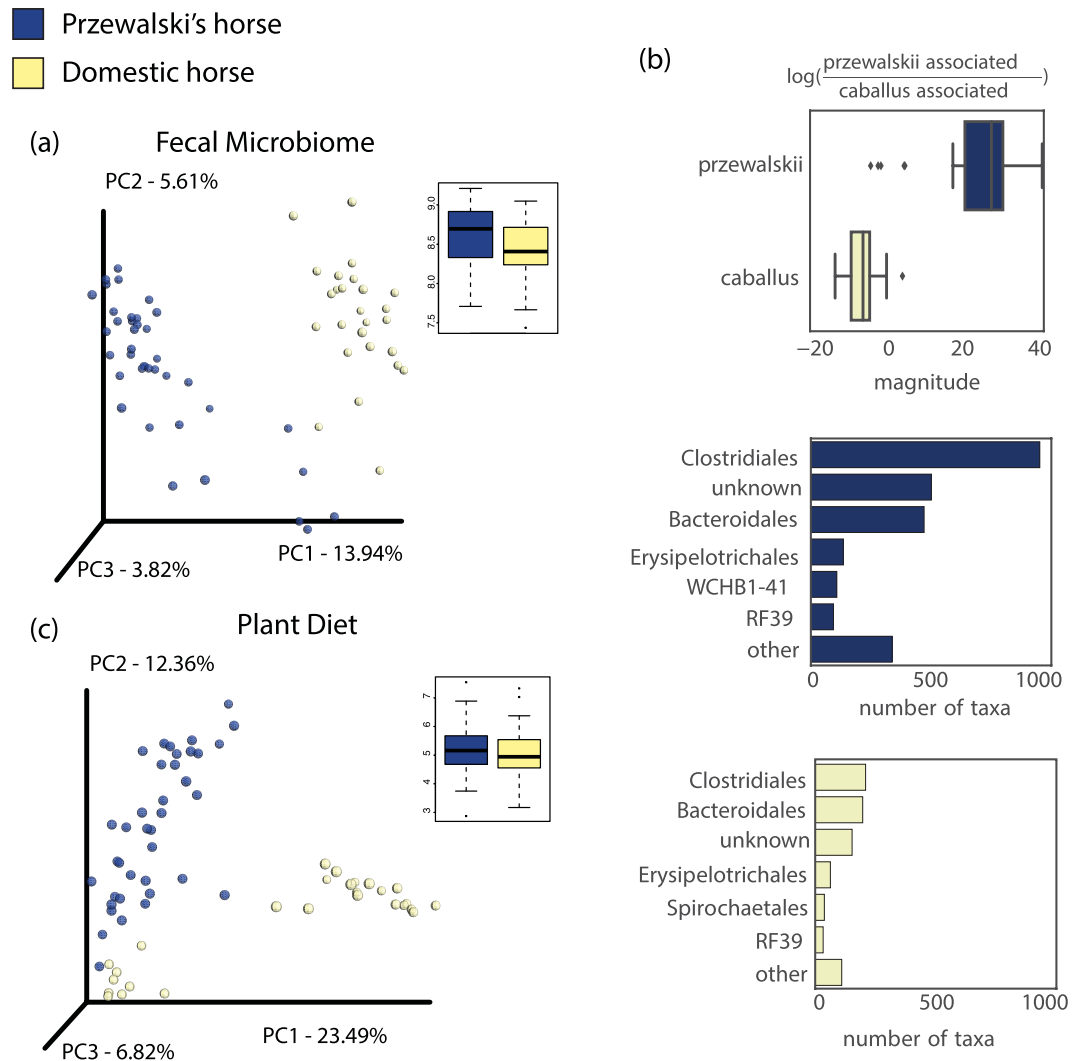 Przewalski's horse
Domestic horse
(a)
Fecal Microbiome
PC2 - 5.61%
9.0
8.5
8.0
7.5
PC1 - 13.94%
PC3 - 3.82%
(b)
log(przewalskii associated
caballus associated)
przewalskii
caballus
−20 0 20 40
magnitude
Clostridiales
unknown
Bacteroidales
Erysipelotrichales
WCHB1-41
RF39
other
0 500 1000
number of taxa
Clostridiales
Bacteroidales
unknown
Erysipelotrichales
Spirochaetales
RF39
other
0 500 1000
number of taxa
(c)
Plant Diet
PC2 - 12.36%
7
6
5
4
3
PC1 - 23.49%
PC3 - 6.82%